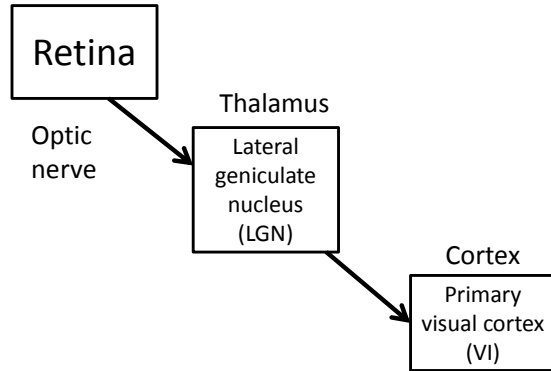 Retina
Optic
nerve
Thalamus
Lateral
geniculate
nucleus
(LGN)
Cortex
Primary
visual cortex
(VI)